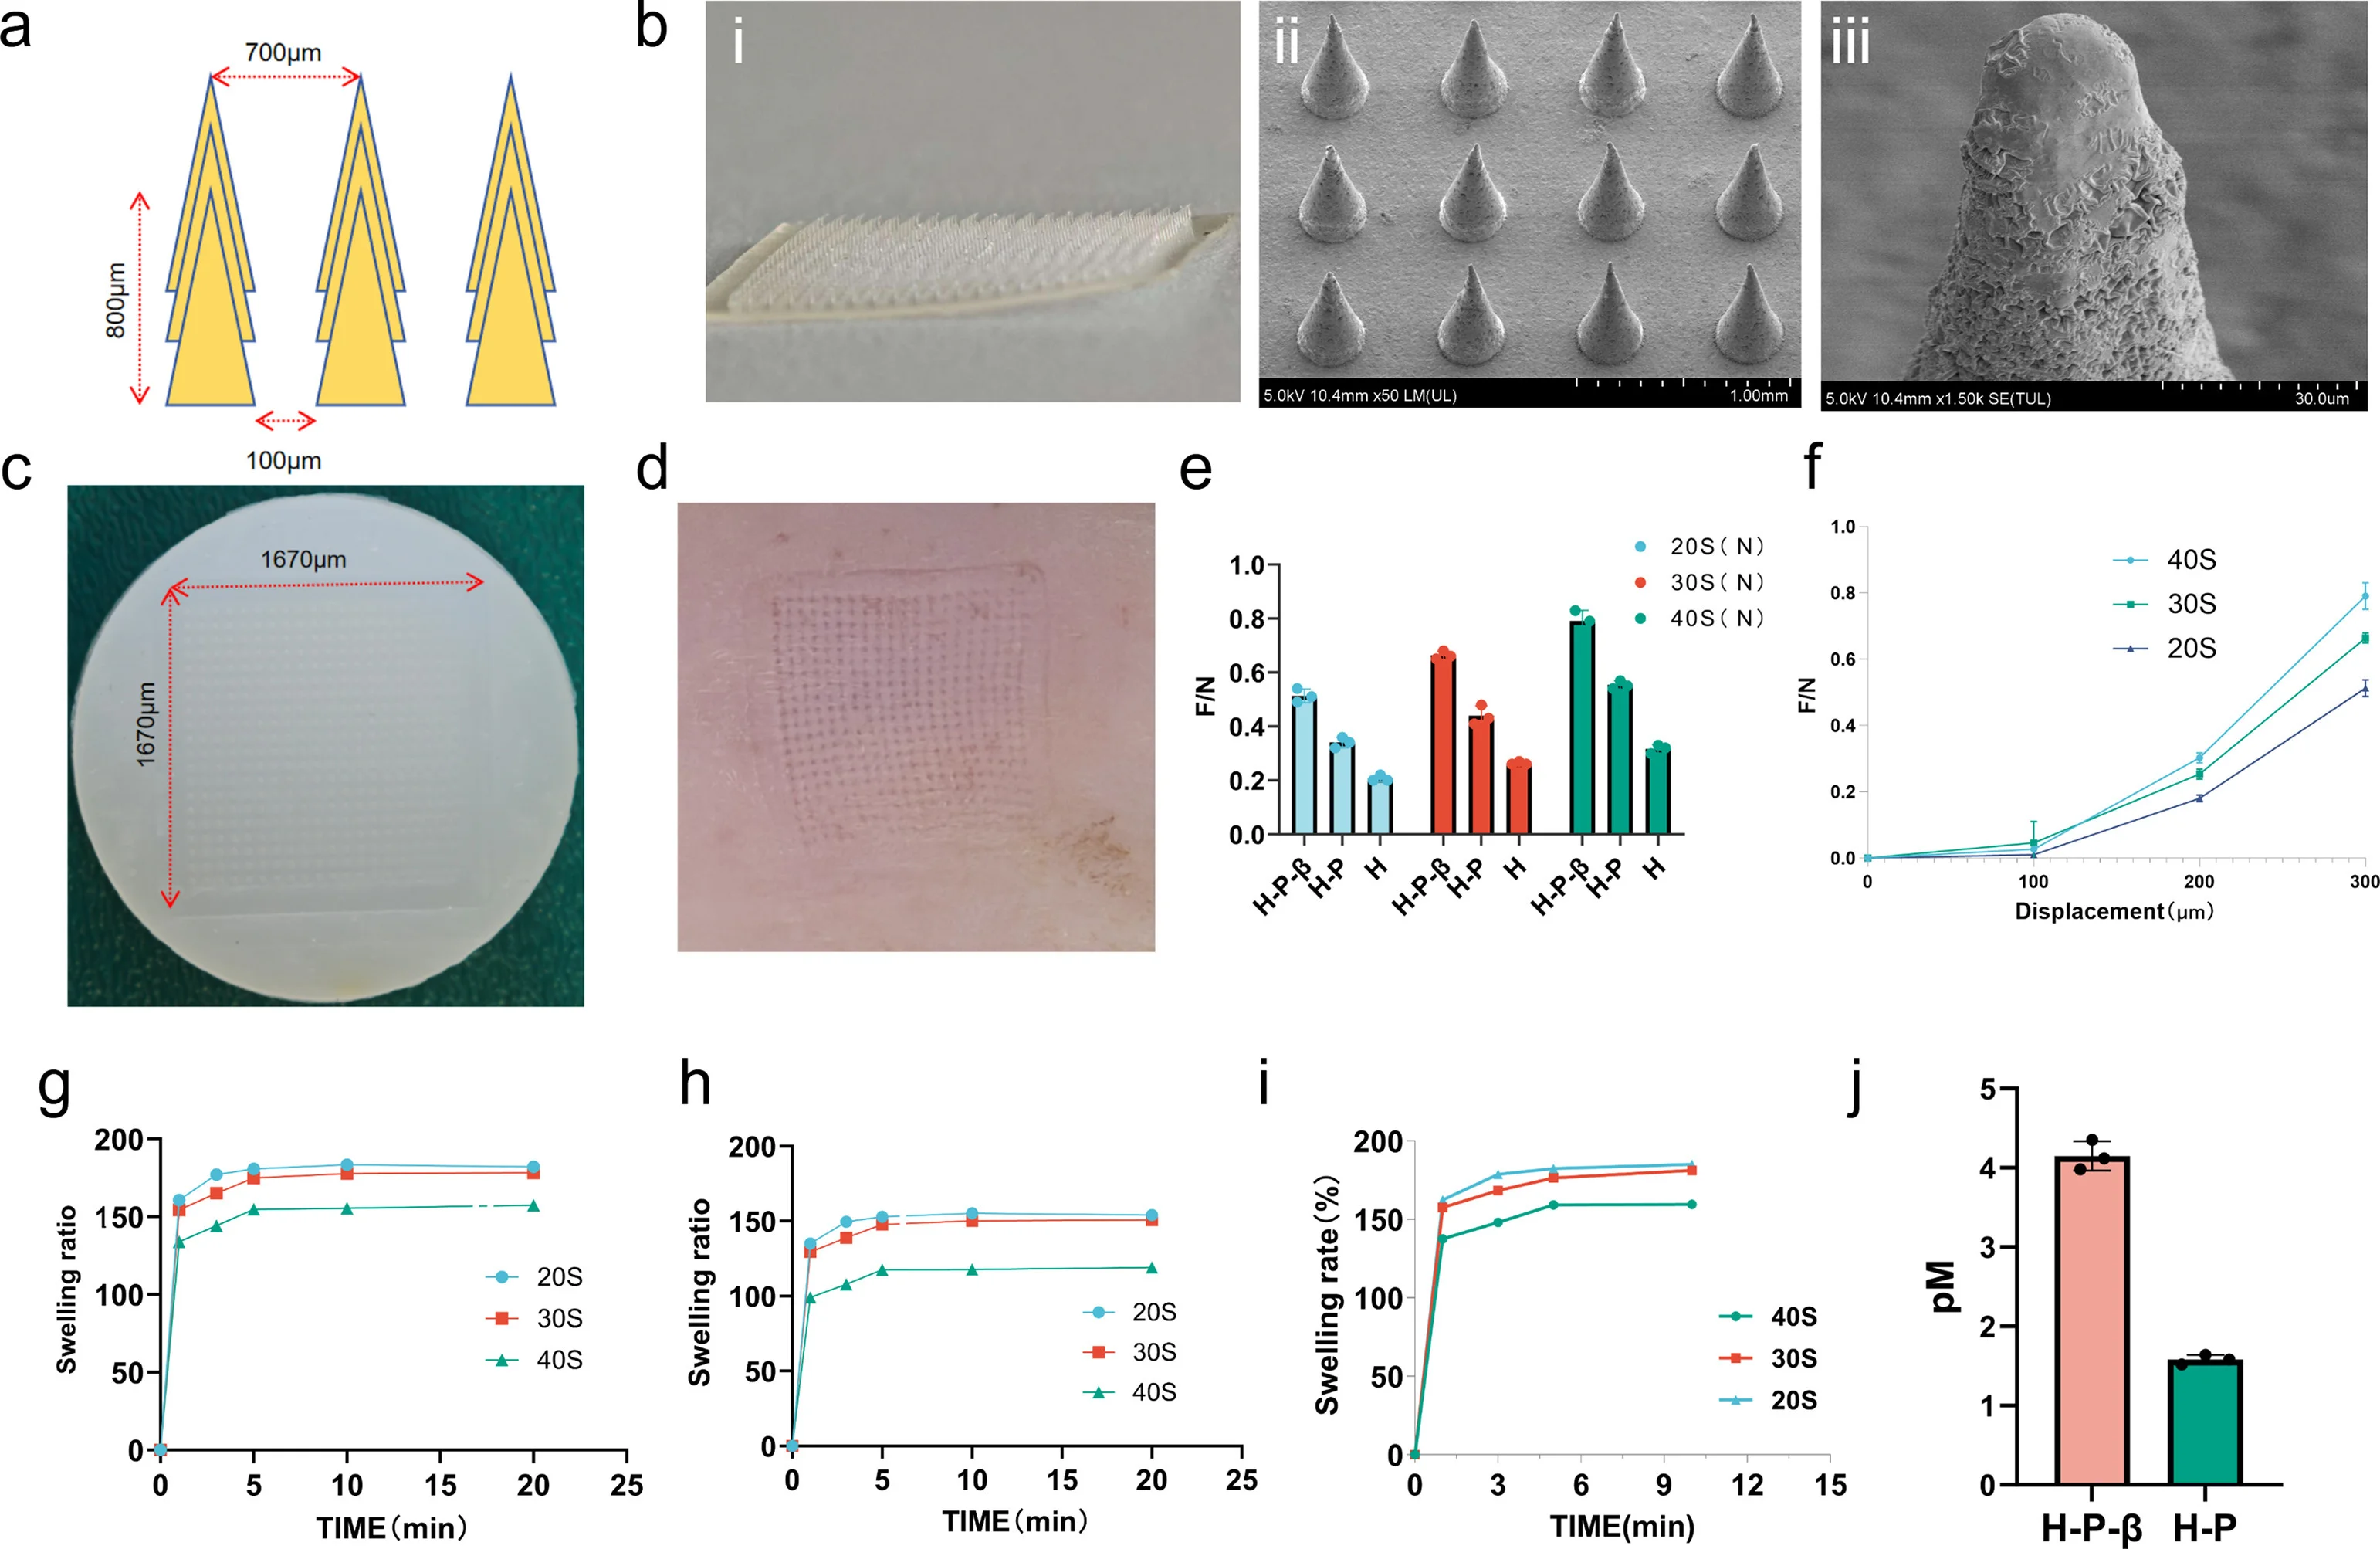 a
700μm
800μm
100μm
b
i
ii
5.0kV 10.4mm x50 LM(UL)
1.00mm
iii
5.0kV 10.4mm x1.50k SE(TUL)
30.0um
c
1670μm
1670μm
d
e
20S( N)
30S( N)
40S( N)
F/N
1.0
0.8
0.6
0.4
0.2
0.0
H-P-β
H-P
H
H-P-β
H-P
H
H-P-β
H-P
H
f
40S
30S
20S
F/N
1.0
0.8
0.6
0.4
0.2
0.0
0
100
200
300
Displacement(μm)
g
Swelling ratio
200
150
100
50
0
20S
30S
40S
0
5
10
15
20
25
TIME(min)
h
Swelling ratio
200
150
100
50
0
20S
30S
40S
0
5
10
15
20
25
TIME(min)
i
Swelling rate(%)
200
150
100
50
0
40S
30S
20S
0
3
6
9
12
15
TIME(min)
j
pM
5
4
3
2
1
0
H-P-β
H-P